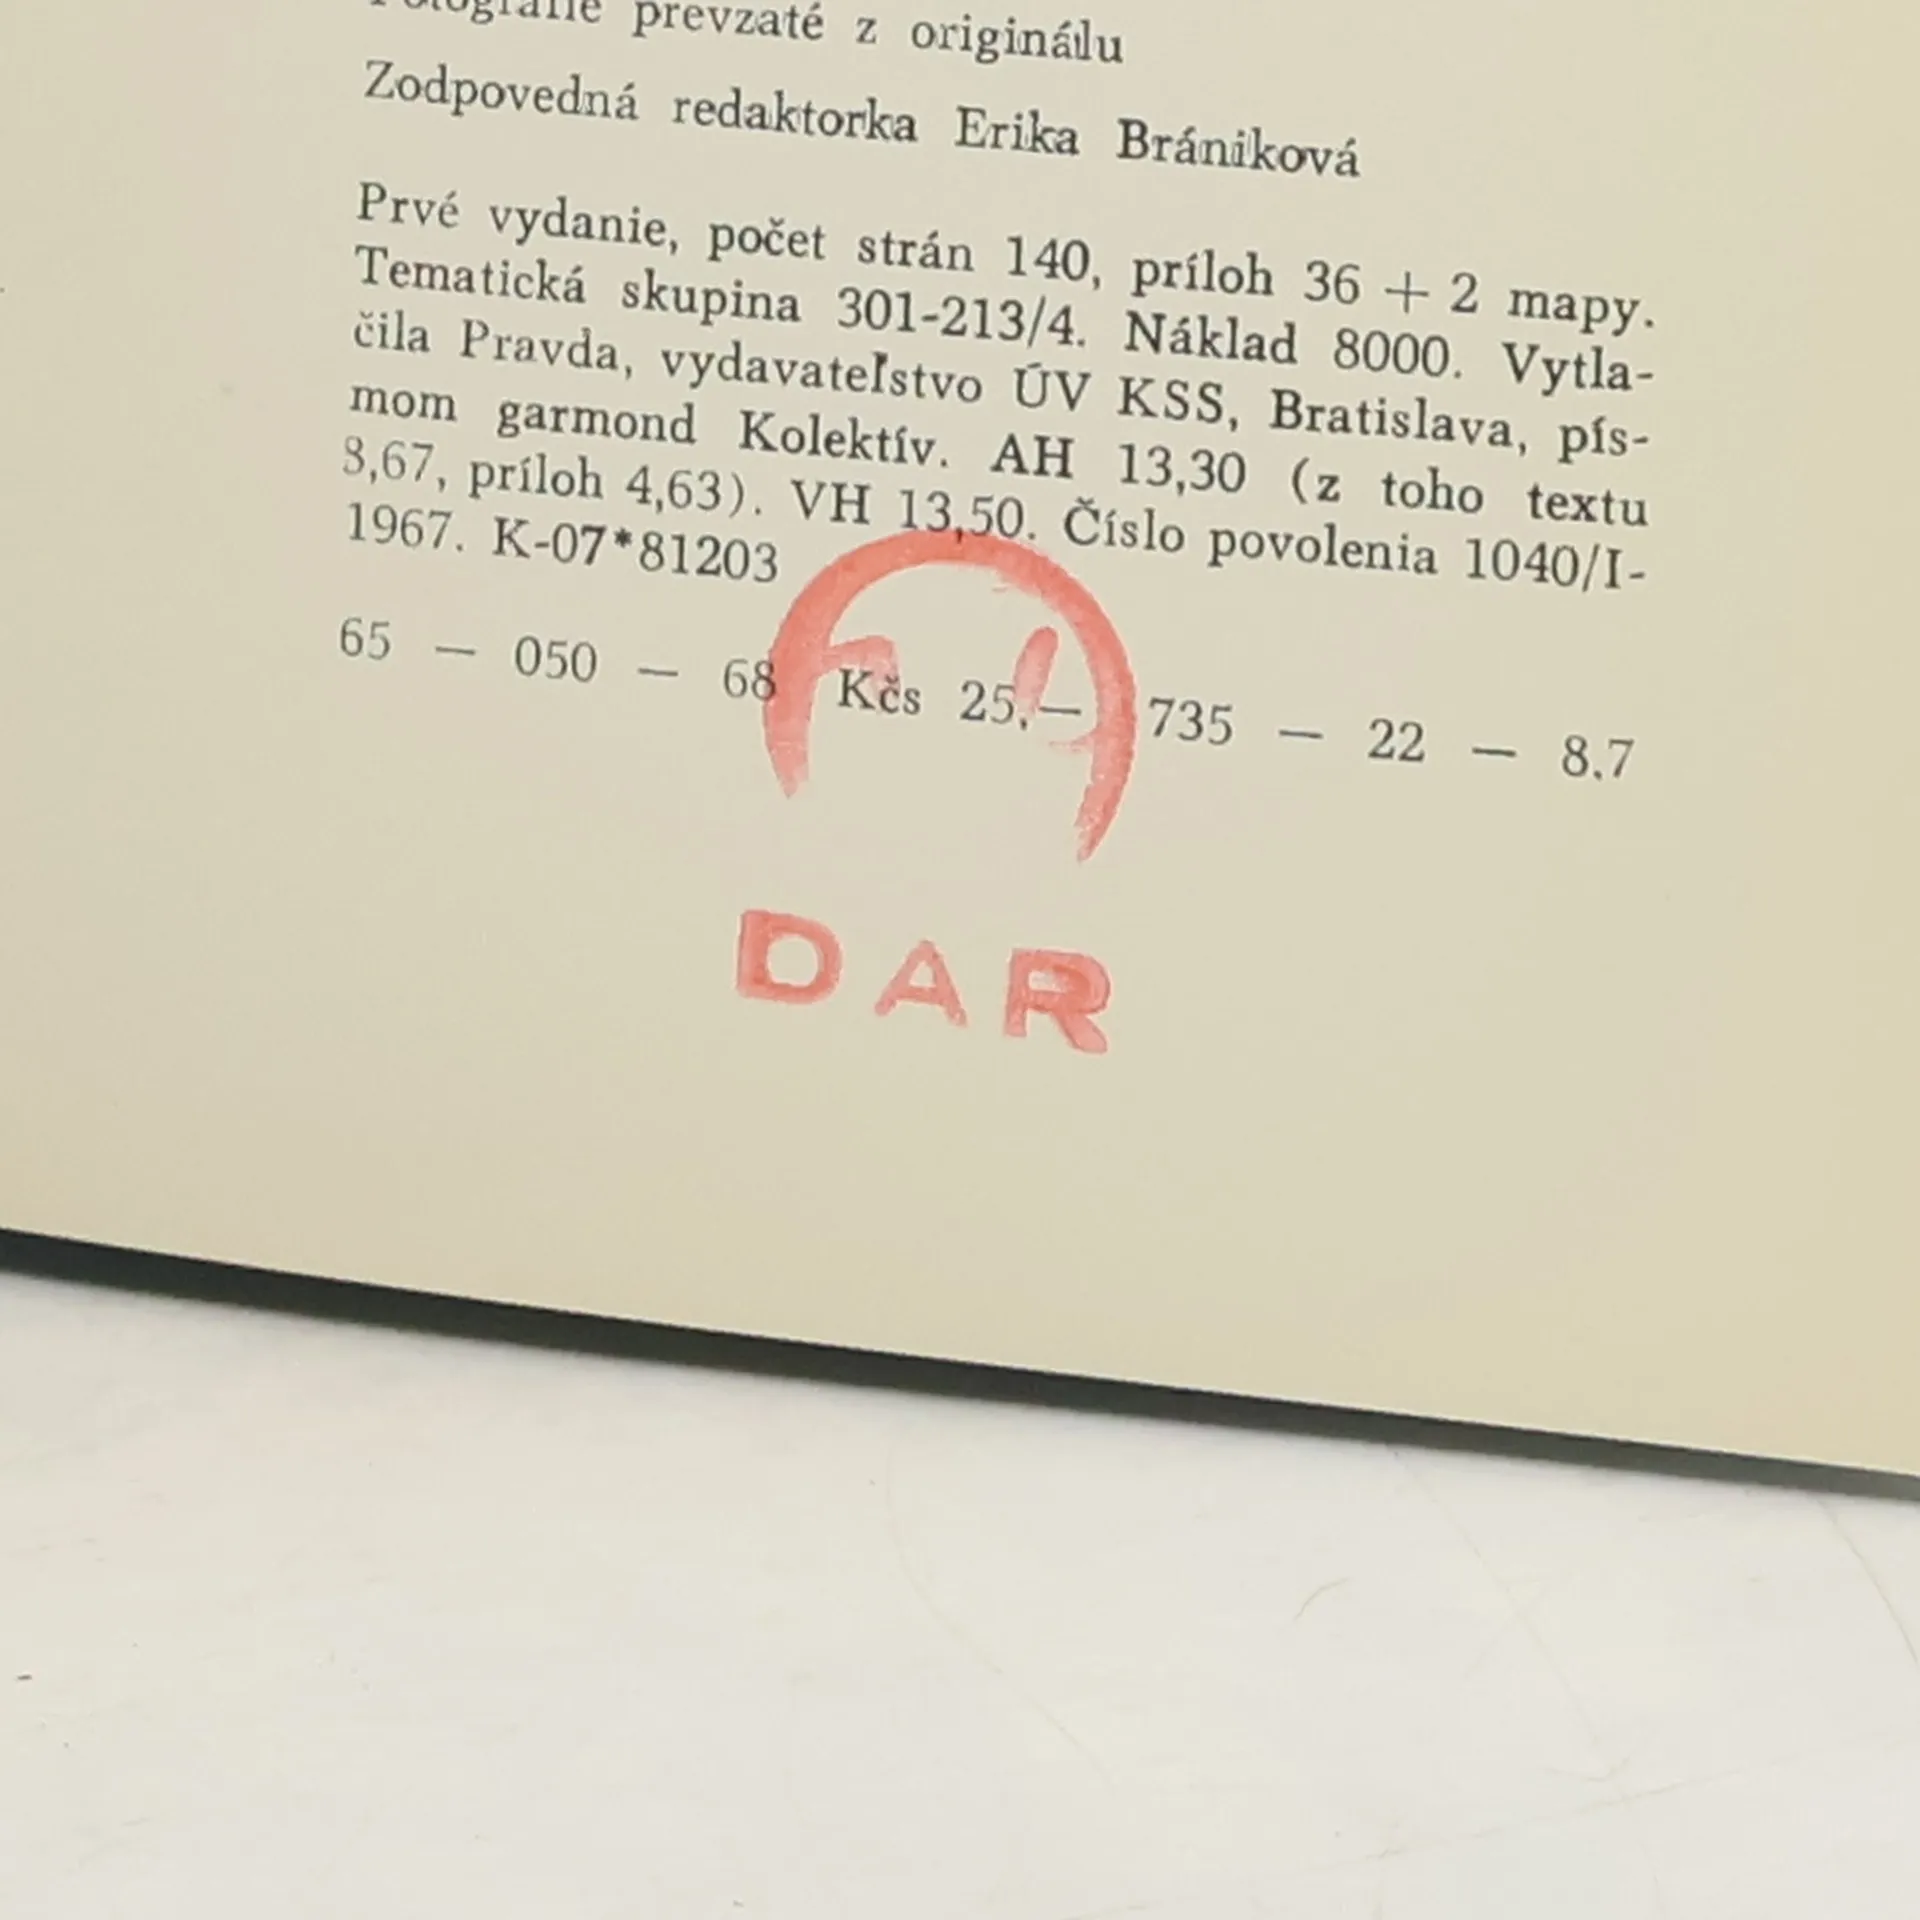 Fotografie prevzaté z originálu
Zodpovedná redaktorka Erika Brániková
Prvé vydanie, počet strán 140, príloh 36 + 2 mapy.
Tematická skupina 301-213/4. Náklad 8000. Vytla-
čila Pravda, vydavateľstvo ÚV KSS, Bratislava, pís-
mom garmond Kolektív. AH 13,30 (z toho textu
8,67, príloh 4,63). VH 13,50. Číslo povolenia 1040/I-
1967. K-07*81203
65 — 050 — 68 Kčs 25,— 735 — 22 — 8.7
DAR